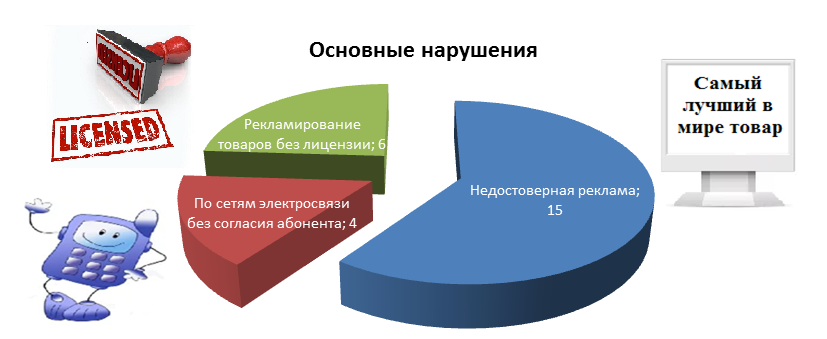 Основные нарушения
LICENSED
Рекламирование
товаров без лицензии; 6
По сетям электросвязи
без согласия абонента; 4
Недостоверная реклама;
15
Самый
лучший в
мире товар